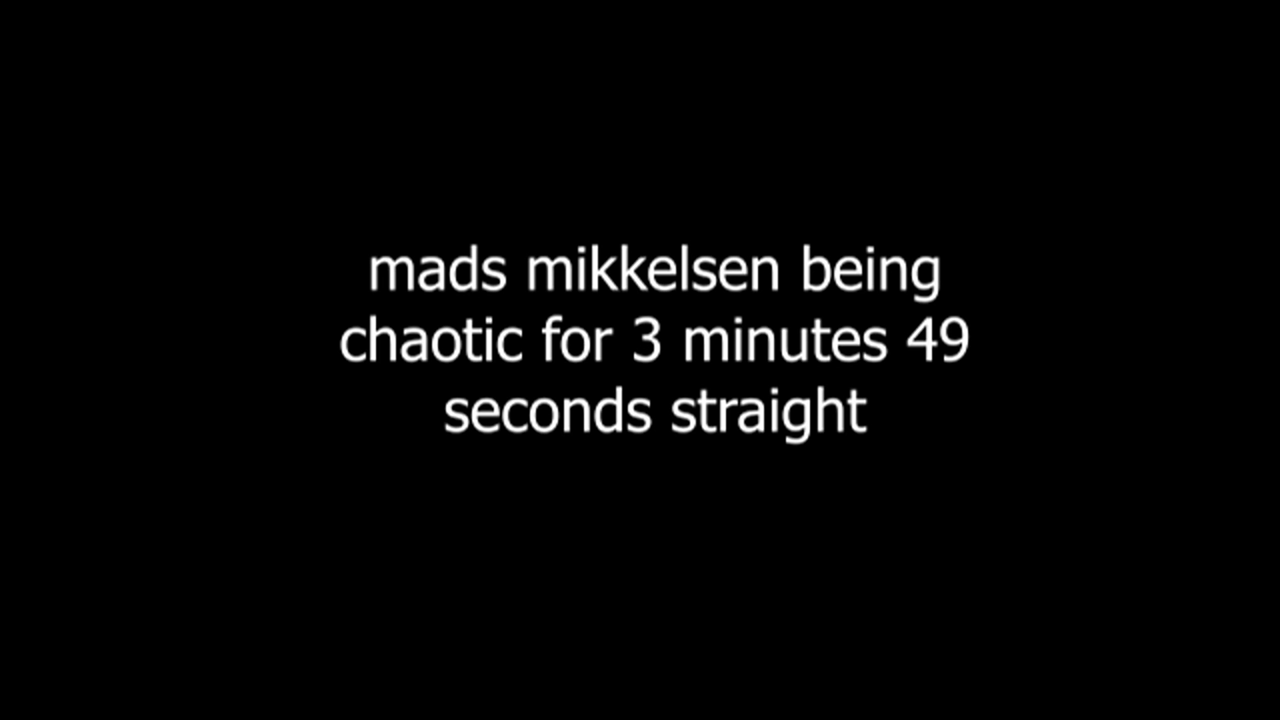 mads mikkelsen being
chaotic for 3 minutes 49
seconds straight